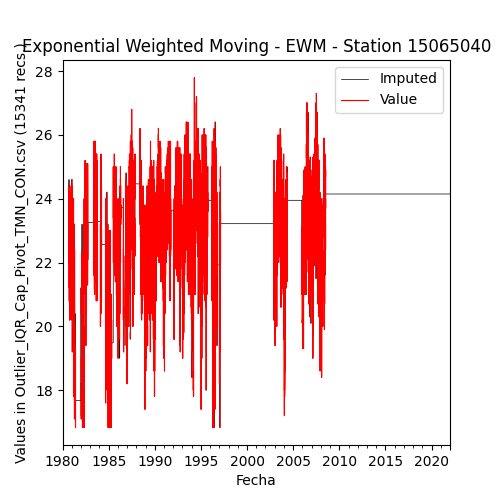 Exponential Weighted Moving - EWM - Station 15065040
Values in Outlier_IQR_Cap_Pivot_TMN_CON.csv (15341 recs.)
28
26
24
22
20
18
Imputed
Value
1980 1985 1990 1995 2000 2005 2010 2015 2020
Fecha